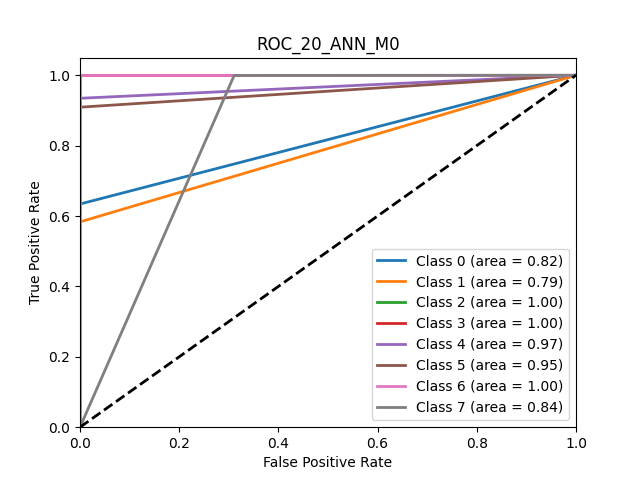 ROC_20_ANN_M0
True Positive Rate
1.0
0.8
0.6
0.4
0.2
0.0
Class 0 (area = 0.82)
Class 1 (area = 0.79)
Class 2 (area = 1.00)
Class 3 (area = 1.00)
Class 4 (area = 0.97)
Class 5 (area = 0.95)
Class 6 (area = 1.00)
Class 7 (area = 0.84)
0.0 0.2 0.4 0.6 0.8 1.0
False Positive Rate